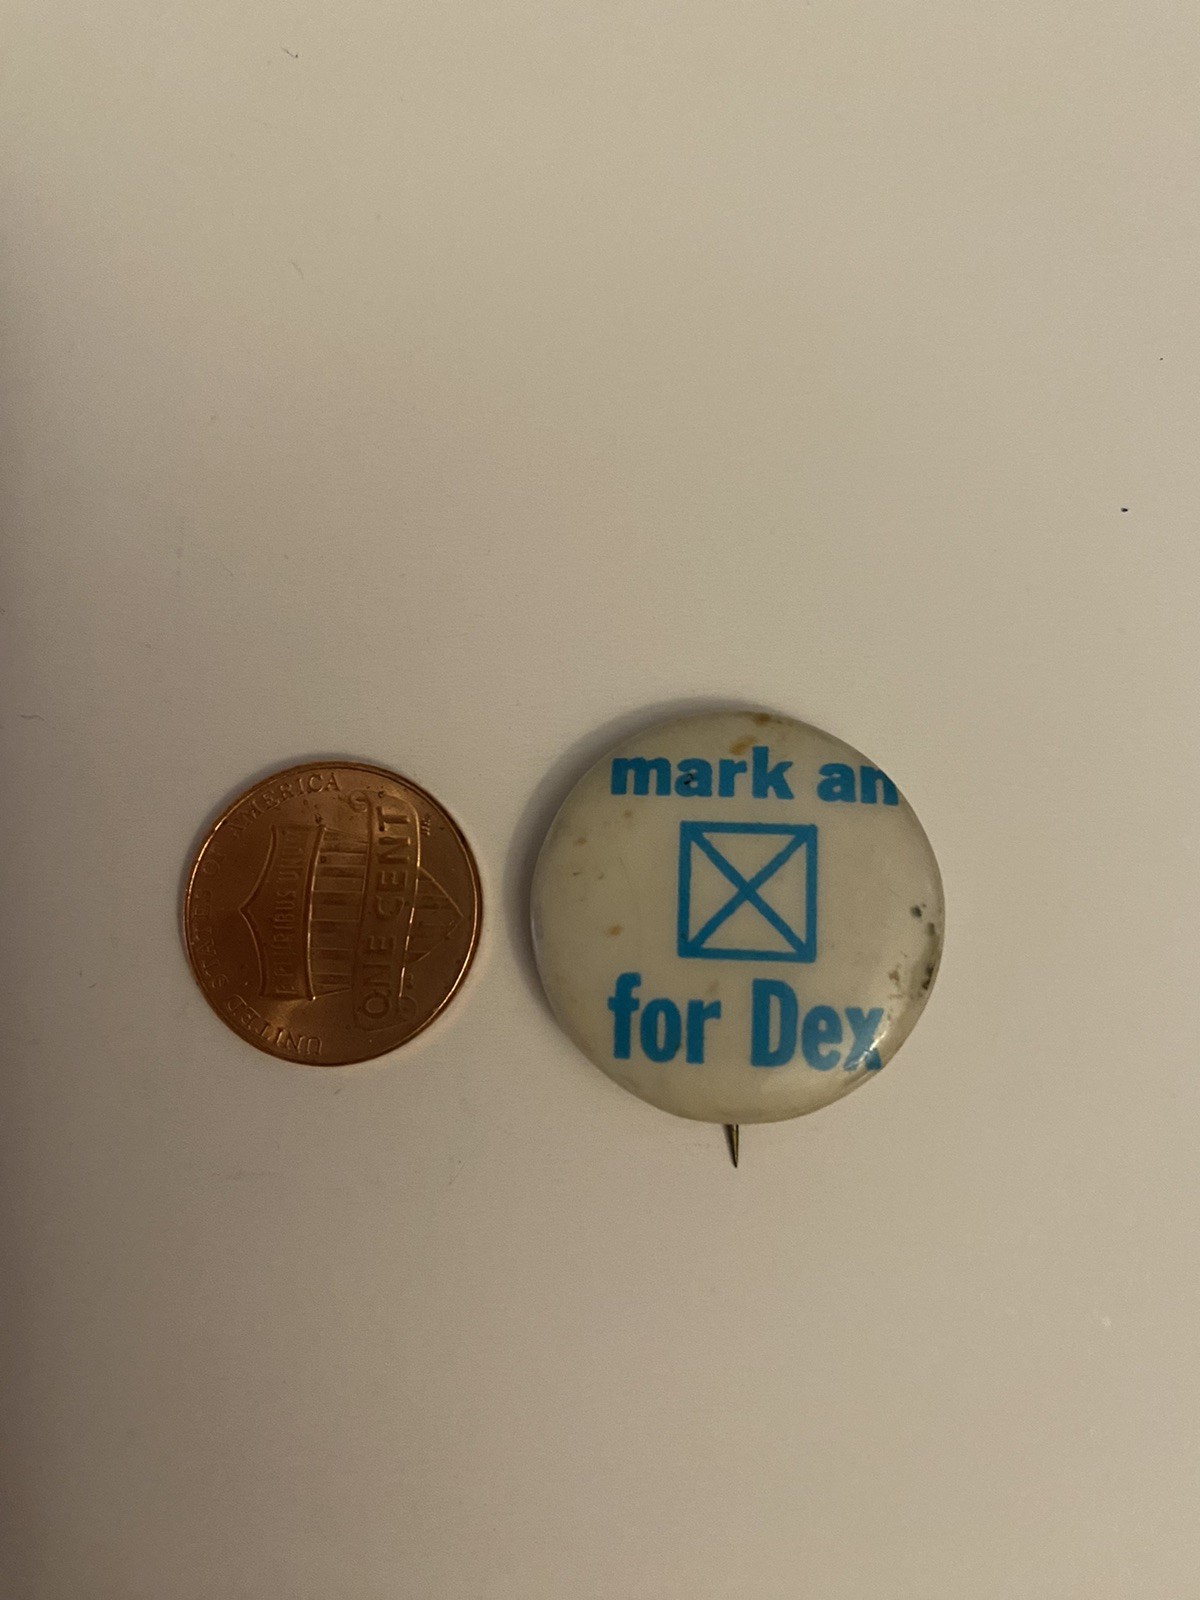 UNITED STATES OF AMERICA
E PLURIBUS UNUM
ONE CENT
mark an
for Dex